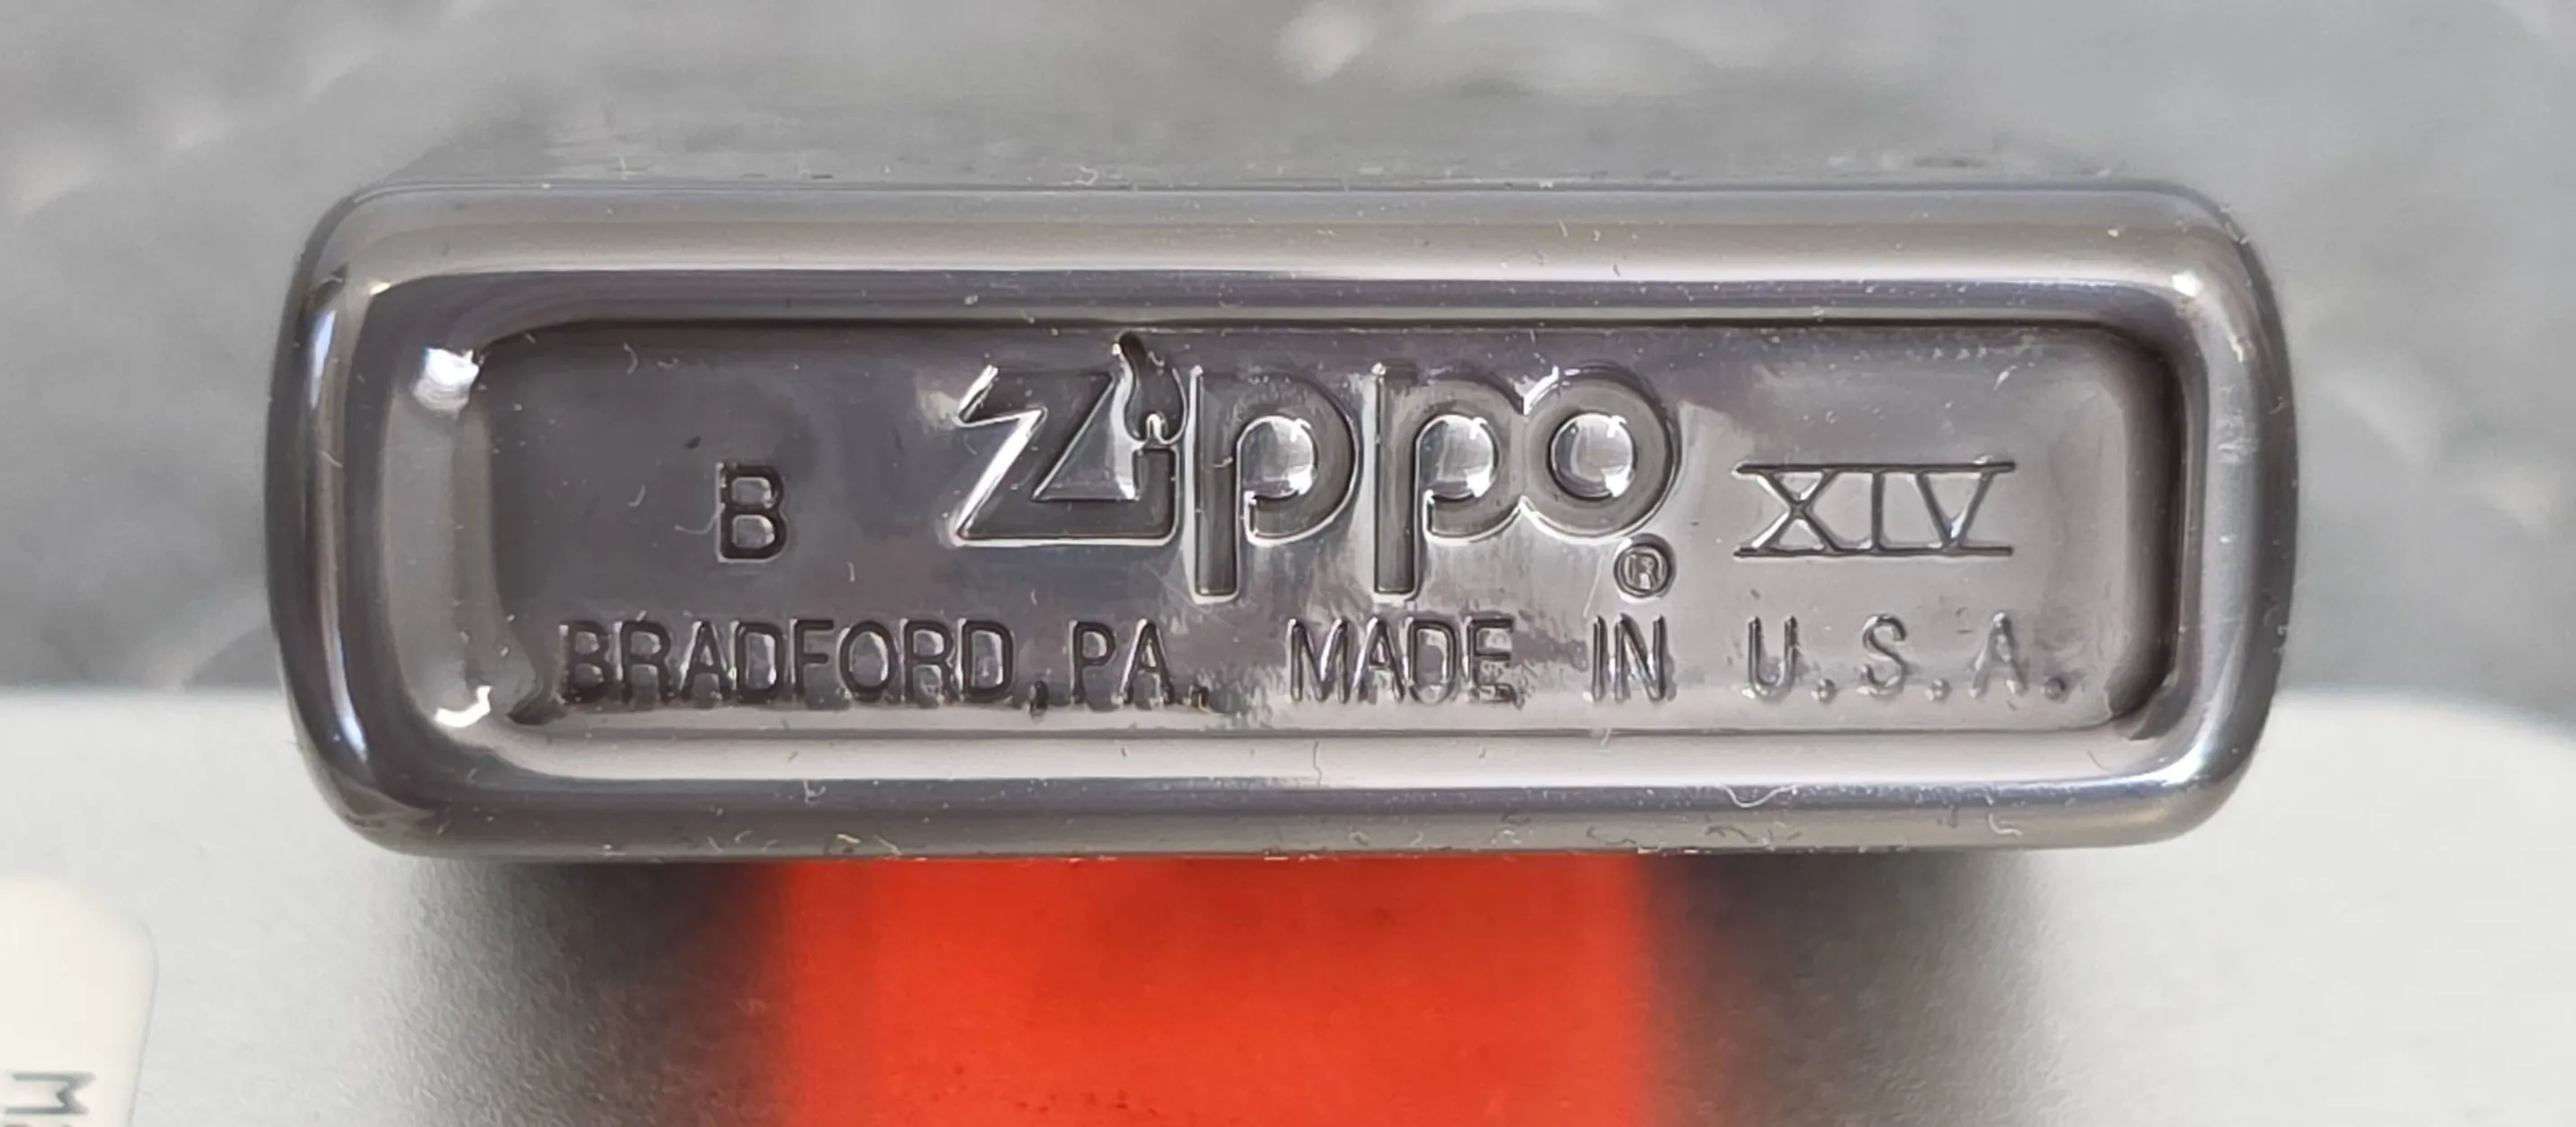 B Zippo® XIV
BRADFORD, PA. MADE IN U.S.A.